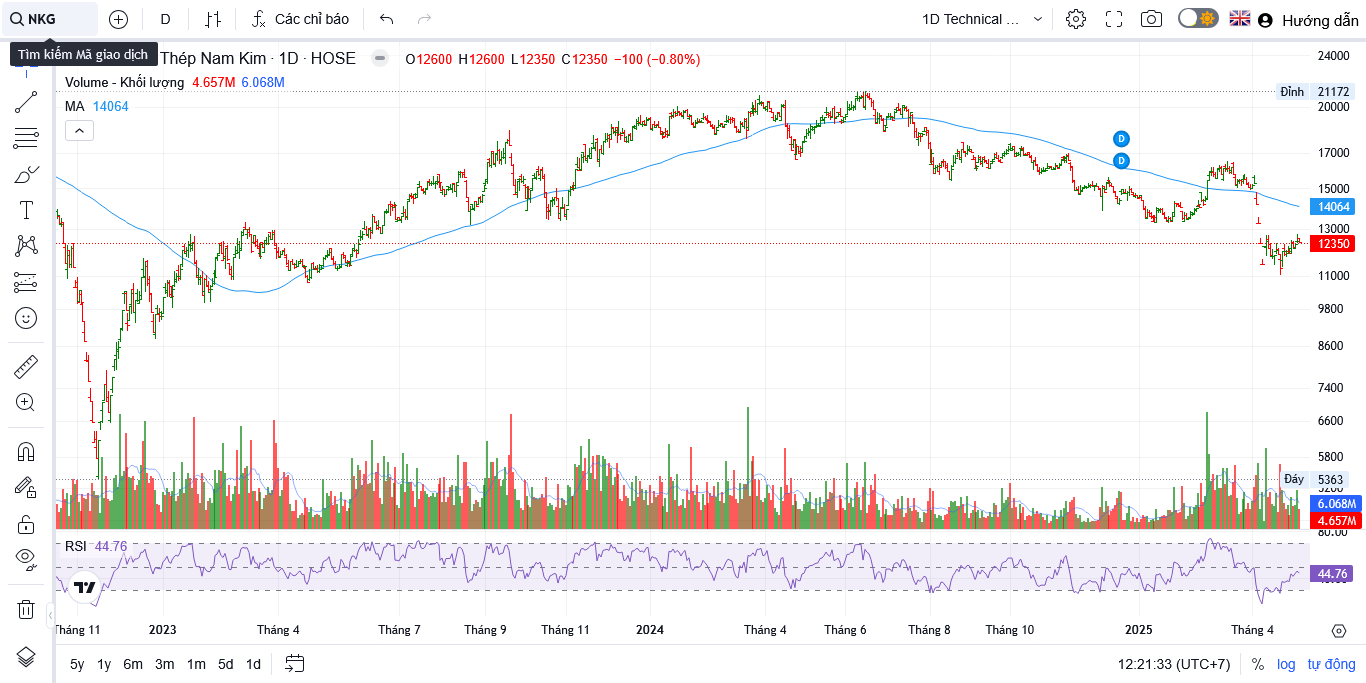 NKG
D
Các chỉ báo
1D Technical ...
Hướng dẫn
Tìm kiếm Mã giao dịch
Thép Nam Kim · 1D · HOSE
O12600 H12600 L12350 C12350 −100 (−0.80%)
Volume - Khối lượng 4.657M 6.068M
MA 14064
24000
Đỉnh 21172
20000
D
17000
D
15000
14064
13000
12350
11000
9800
8600
7400
6600
5800
Đáy 5363
6.068M
4.657M
80.00
RSI 44.76
44.76
Tháng 11 2023 Tháng 4 Tháng 7 Tháng 9 Tháng 11 2024 Tháng 4 Tháng 6 Tháng 8 Tháng 10 2025 Tháng 4
5y 1y 6m 3m 1m 5d 1d
12:21:33 (UTC+7) % log tự động